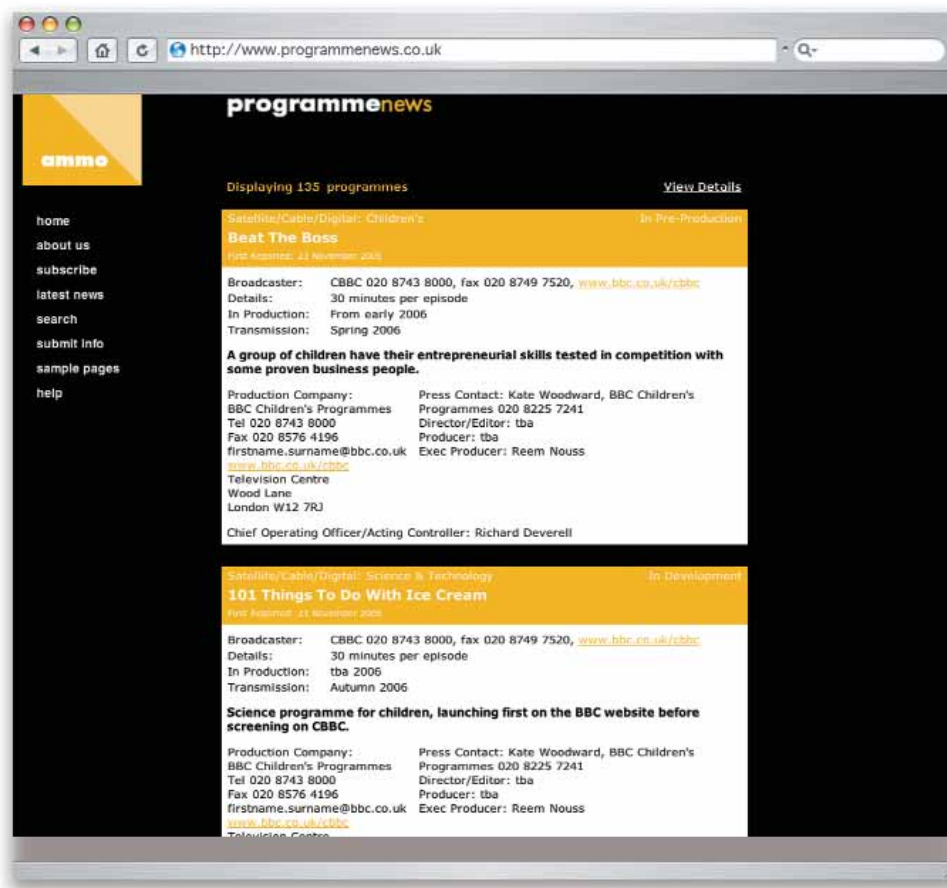 http://www.programmenews.co.uk
programmenews
ammo
Displaying 135 programmes
View Details
home
about us
subscribe
latest news
search
submit info
sample pages
help
Satellite/Cable/Digital: Children's
In Pre-Production
Beat The Boss
First Reported: 21 November 2005
Broadcaster: CBBC 020 8743 8000, fax 020 8749 7520, www.bbc.co.uk/cbbc
Details: 30 minutes per episode
In Production: From early 2006
Transmission: Spring 2006
A group of children have their entrepreneurial skills tested in competition with
some proven business people.
Production Company:
BBC Children's Programmes
Tel 020 8743 8000
Fax 020 8576 4196
firstname.surname@bbc.co.uk
www.bbc.co.uk/cbbc
Television Centre
Wood Lane
London W12 7RJ
Press Contact: Kate Woodward, BBC Children's
Programmes 020 8225 7241
Director/Editor: tba
Producer: tba
Exec Producer: Reem Nouss
Chief Operating Officer/Acting Controller: Richard Deverell
Satellite/Cable/Digital: Science & Technology
In Development
101 Things To Do With Ice Cream
First Reported: 21 November 2005
Broadcaster: CBBC 020 8743 8000, fax 020 8749 7520, www.bbc.co.uk/cbbc
Details: 30 minutes per episode
In Production: tba 2006
Transmission: Autumn 2006
Science programme for children, launching first on the BBC website before
screening on CBBC.
Production Company:
BBC Children's Programmes
Tel 020 8743 8000
Fax 020 8576 4196
firstname.surname@bbc.co.uk
www.bbc.co.uk/cbbc
Television Centre
Press Contact: Kate Woodward, BBC Children's
Programmes 020 8225 7241
Director/Editor: tba
Producer: tba
Exec Producer: Reem Nouss